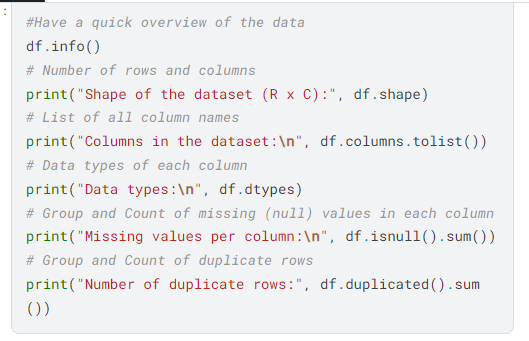 :
#Have a quick overview of the data
df.info()
# Number of rows and columns
print("Shape of the dataset (R x C):", df.shape)
# List of all column names
print("Columns in the dataset:\n", df.columns.tolist())
# Data types of each column
print("Data types:\n", df.dtypes)
# Group and Count of missing (null) values in each column
print("Missing values per column:\n", df.isnull().sum())
# Group and Count of duplicate rows
print("Number of duplicate rows:", df.duplicated().sum
())